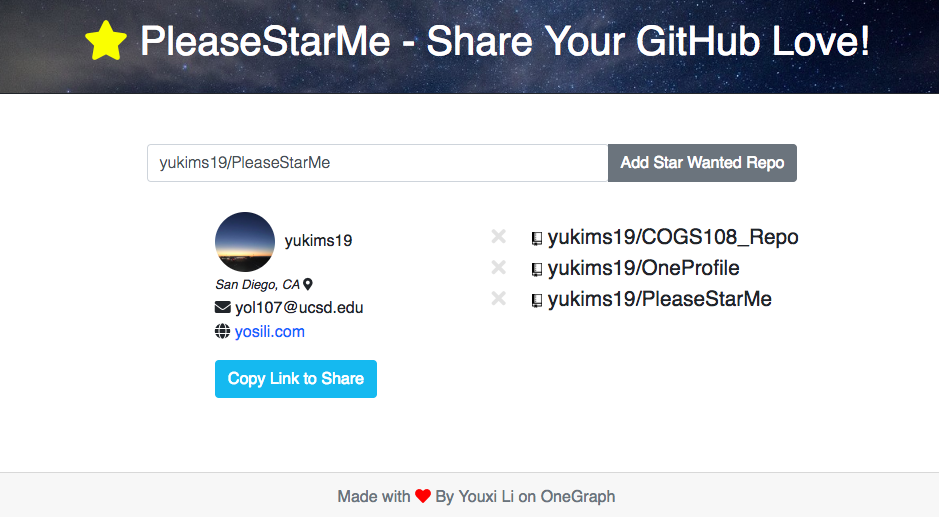 PleaseStarMe - Share Your GitHub Love!
yukims19/PleaseStarMe
Add Star Wanted Repo
yukims19
San Diego, CA
yol107@ucsd.edu
yosili.com
Copy Link to Share
yukims19/COGS108_Repo
yukims19/OneProfile
yukims19/PleaseStarMe
Made with By Youxi Li on OneGraph